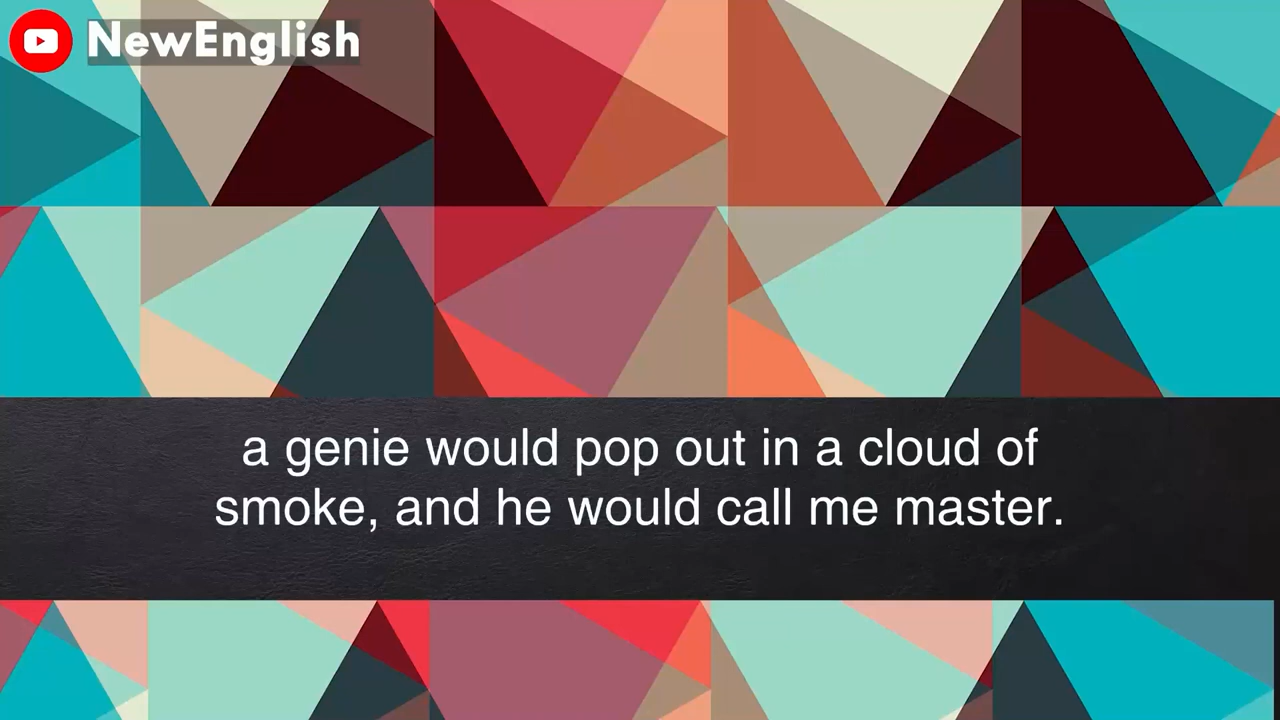 NewEnglish
a genie would pop out in a cloud of
smoke, and he would call me master.